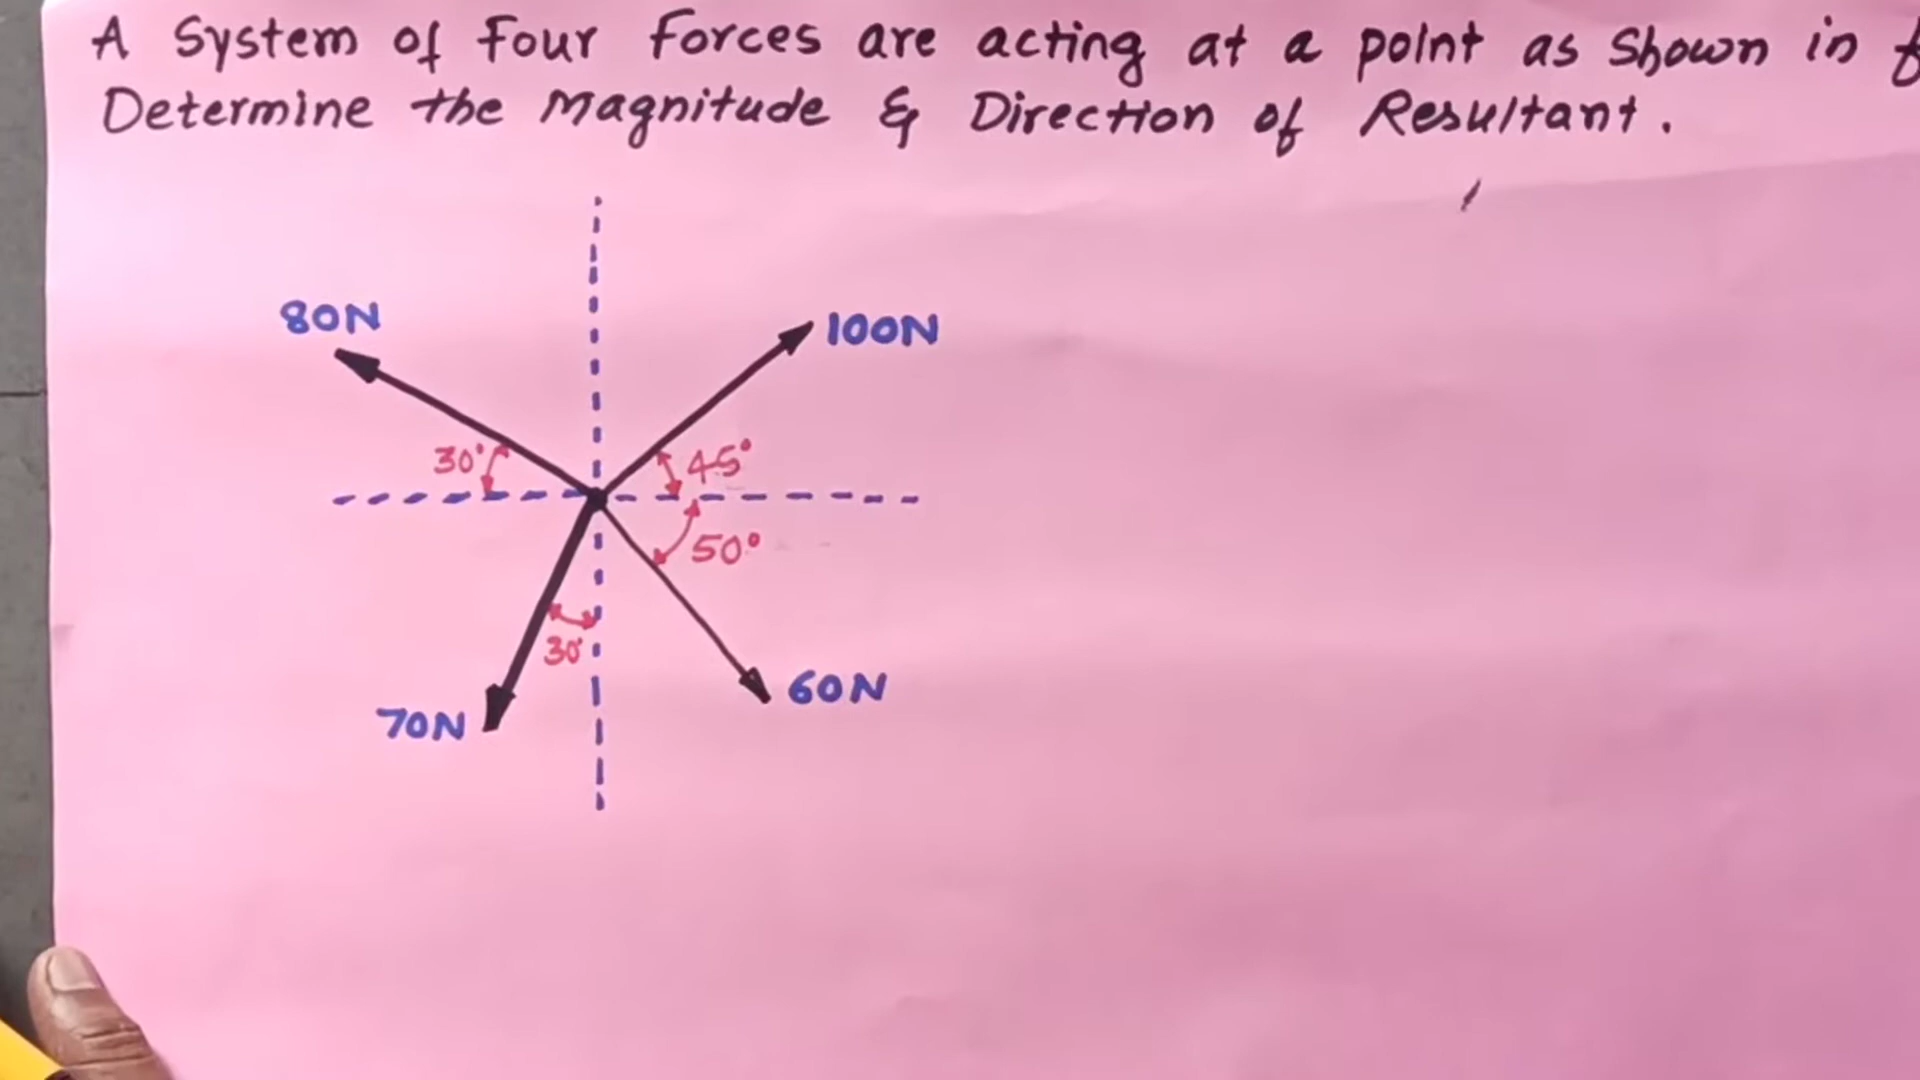 A System of Four Forces are acting at a point as Shown in
Determine the Magnitude & Direction of Resultant.
80N
100N
30°
45°
50°
30°
60N
70N